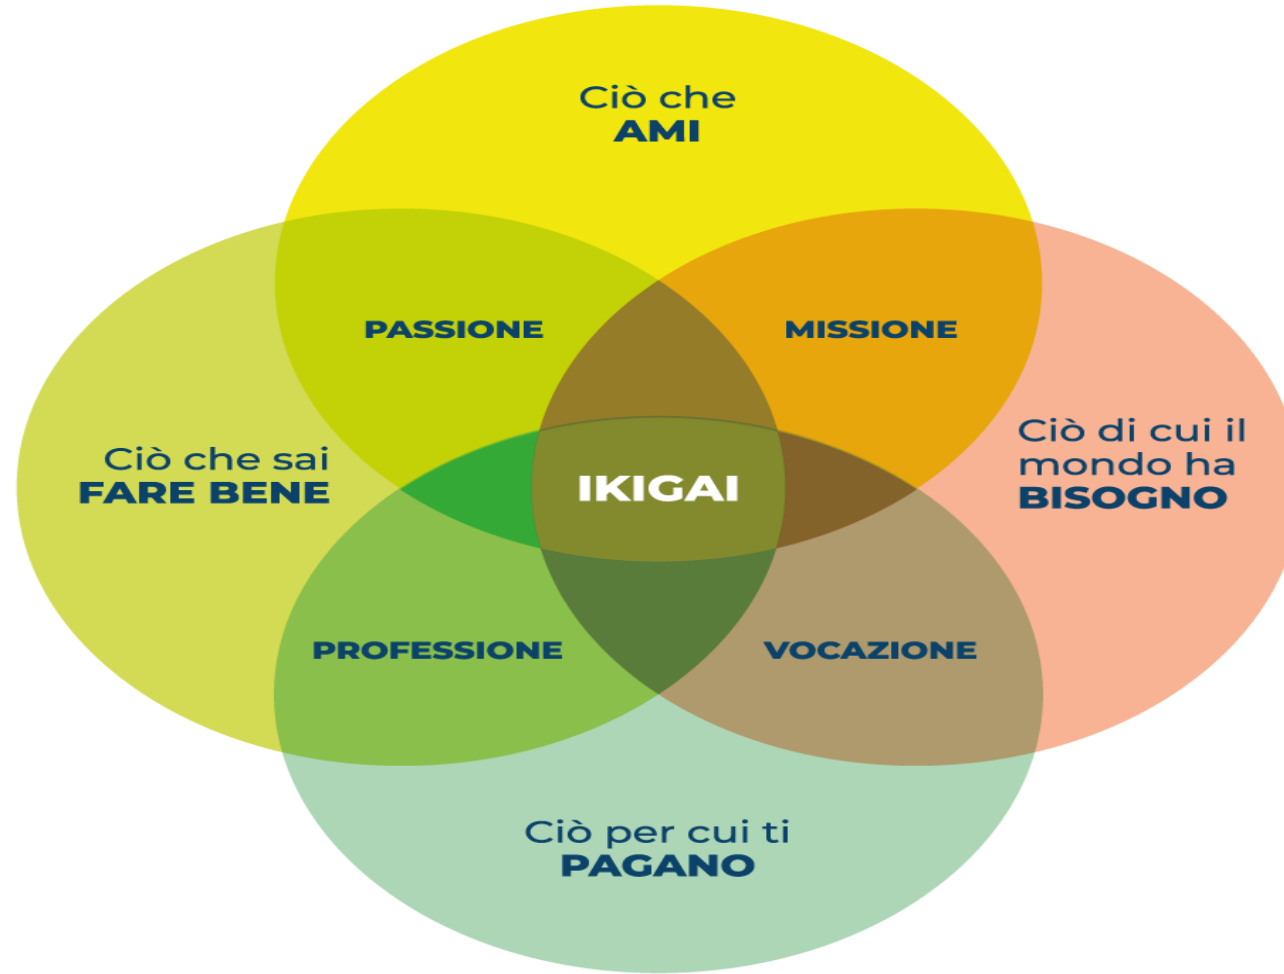 Ciò che
AMI
PASSIONE
MISSIONE
Ciò che sai
FARE BENE
IKIGAI
Ciò di cui il
mondo ha
BISOGNO
PROFESSIONE
VOCAZIONE
Ciò per cui ti
PAGANO